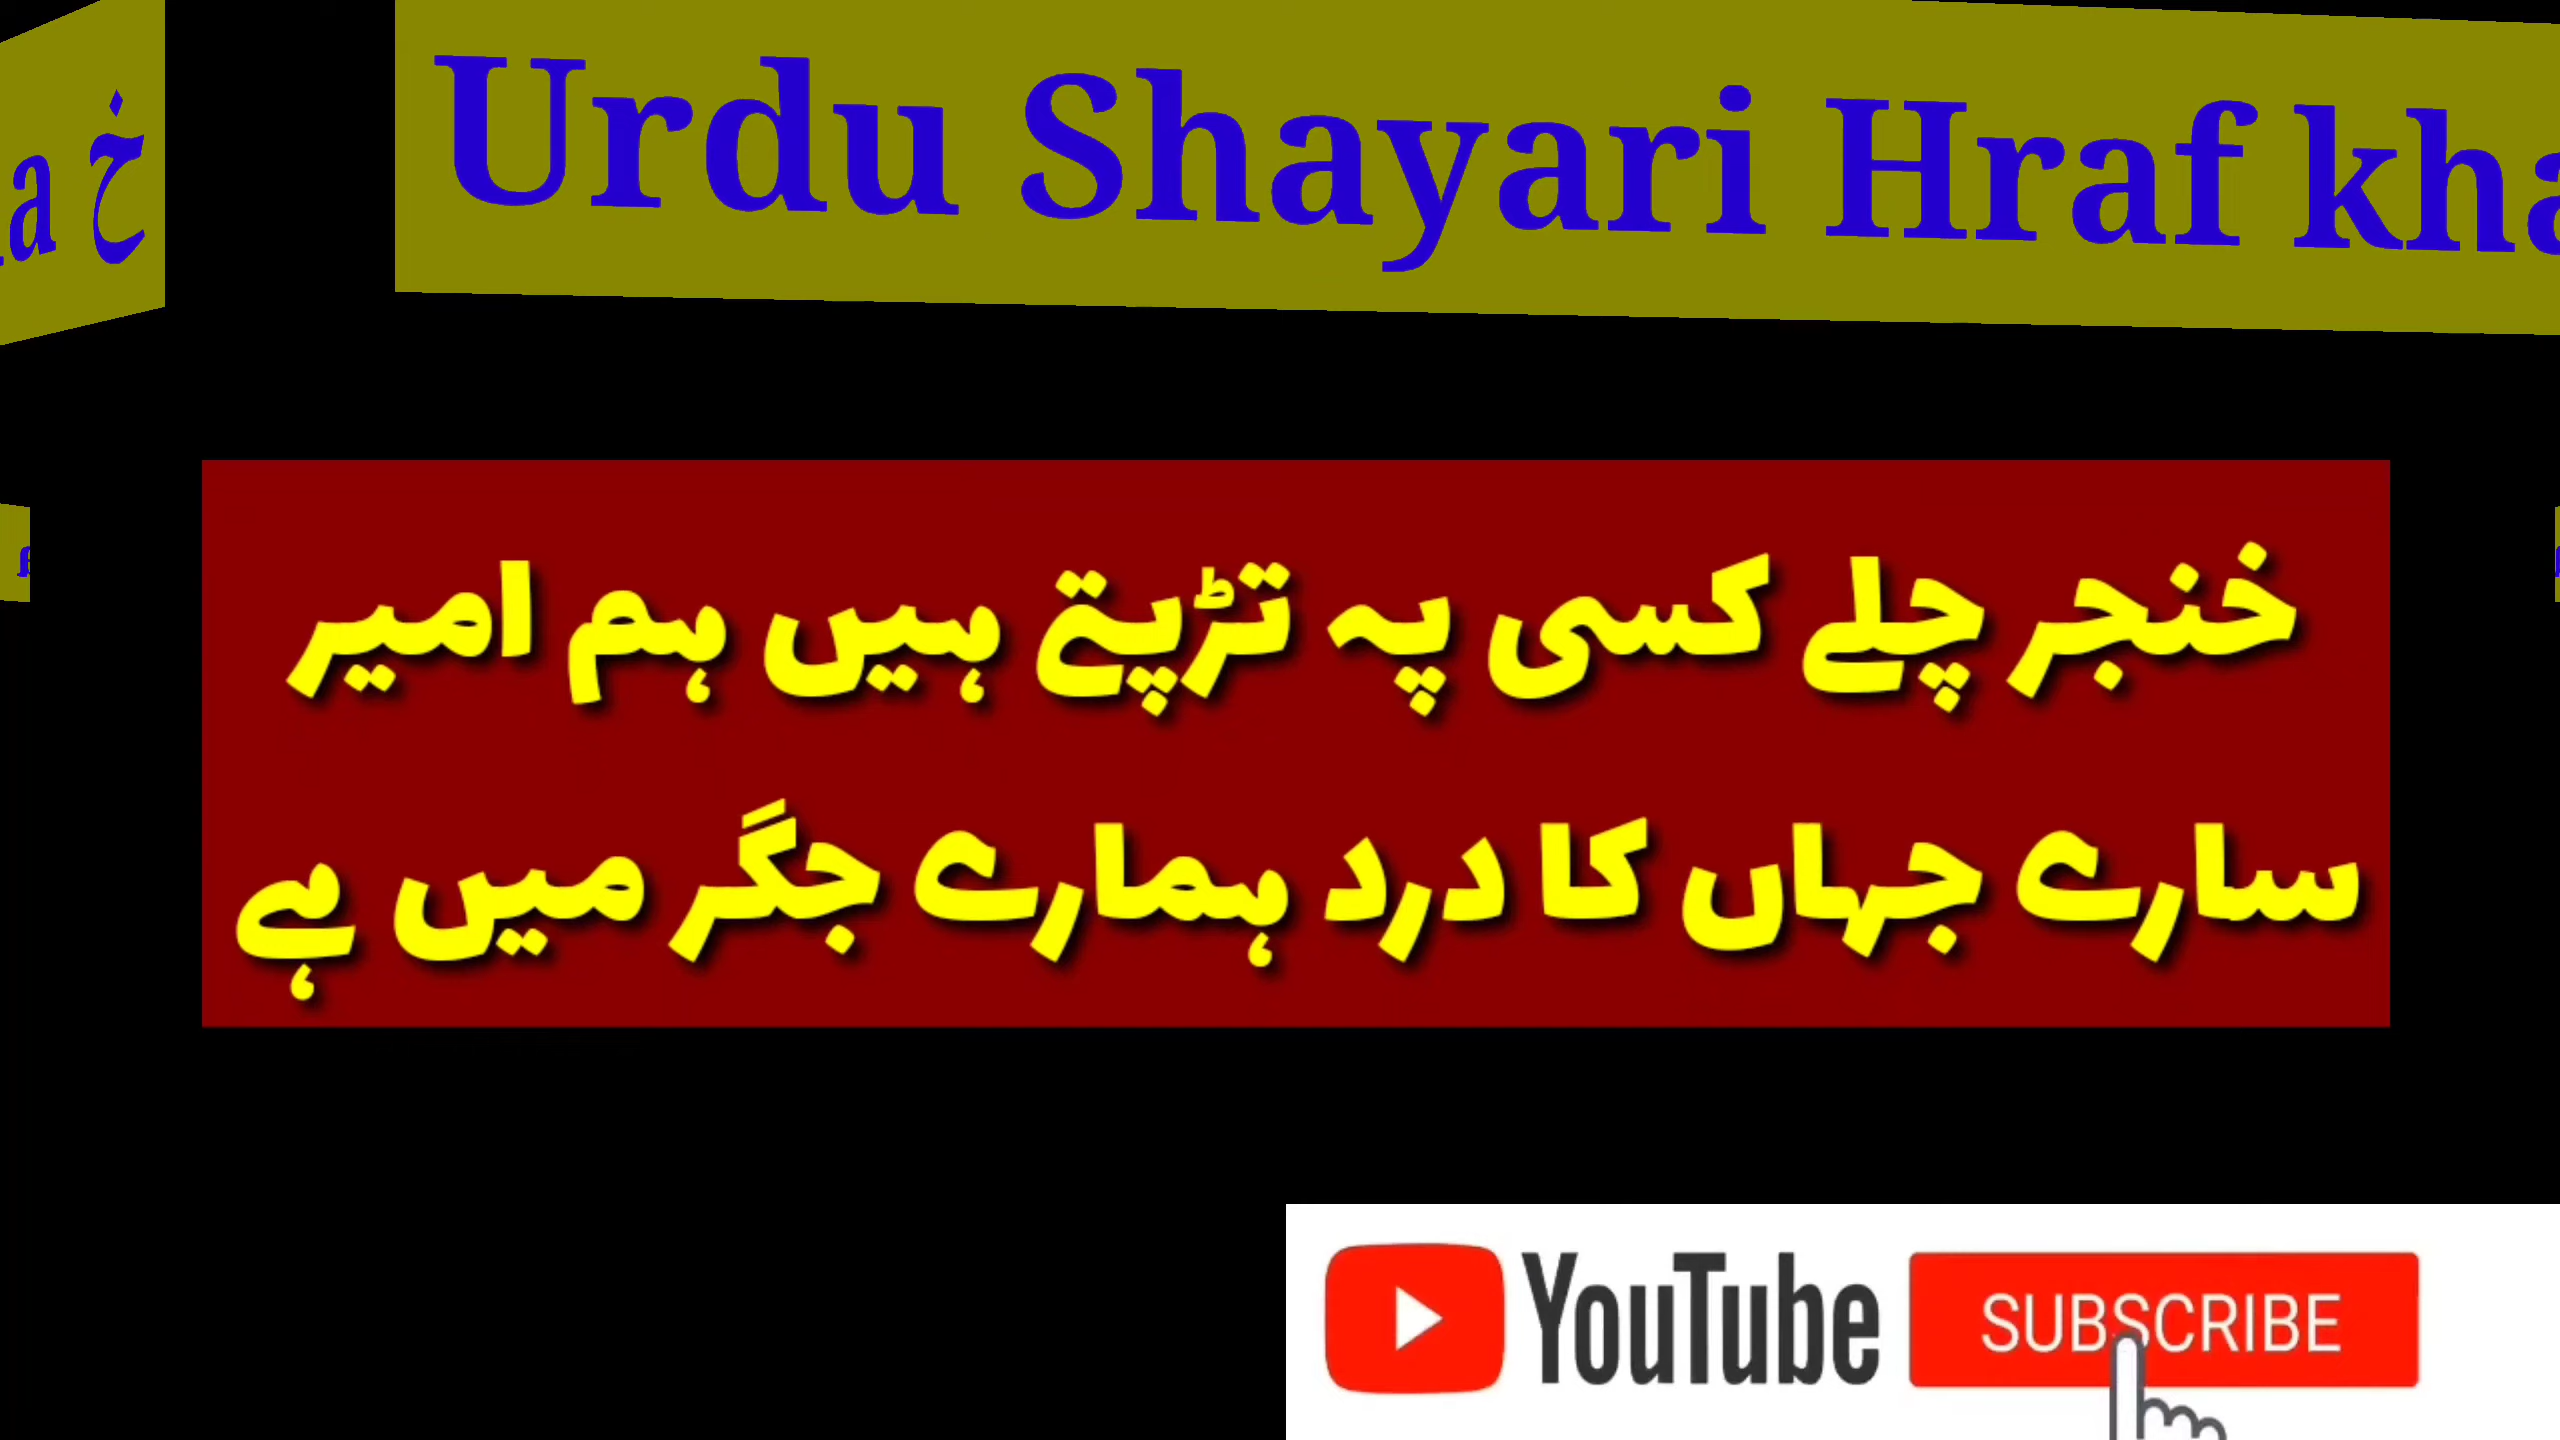 Urdu Shayari Hraf kha
خ
خنجر چلے کسی پہ تڑپتے ہیں ہم امیر
سارے جہاں کا درد ہمارے جگر میں ہے
YouTube SUBSCRIBE